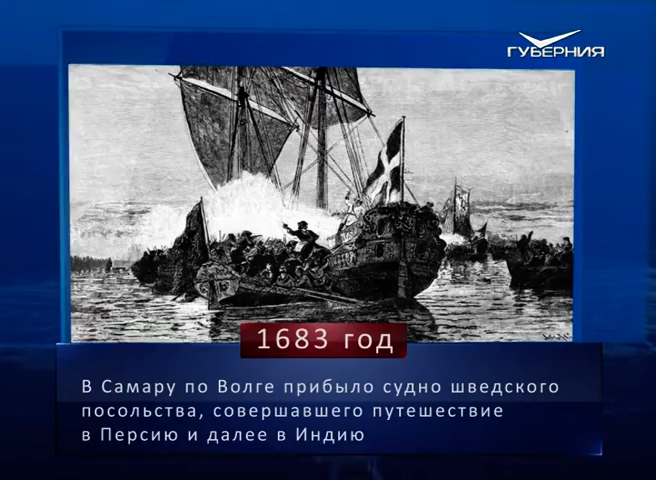 ГУБЕРНИЯ
1683 год
В Самару по Волге прибыло судно шведского
посольства, совершавшего путешествие
в Персию и далее в Индию